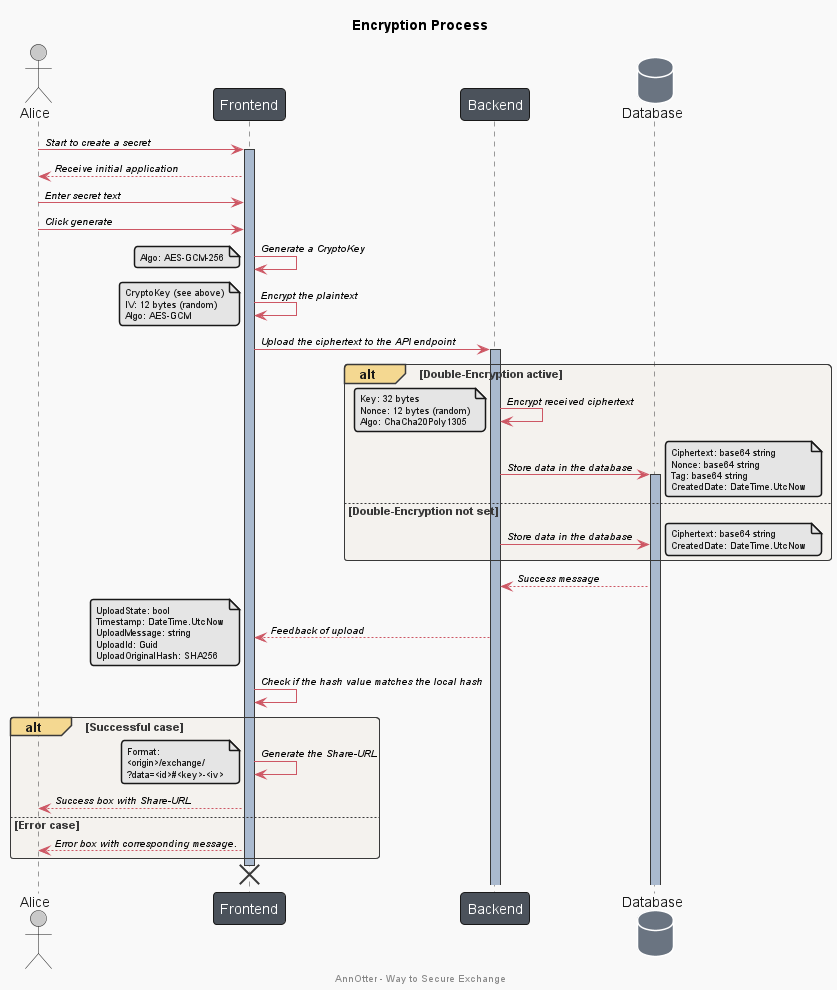 Encryption Process
Alice
Frontend
Backend
Database
Start to create a secret
Receive initial application
Enter secret text
Click generate
Generate a CryptoKey
Algo: AES-GCM-256
Encrypt the plaintext
CryptoKey (see above)
IV: 12 bytes (random)
Algo: AES-GCM
Upload the ciphertext to the API endpoint
alt
[Double-Encryption active]
Key: 32 bytes
Nonce: 12 bytes (random)
Algo: ChaCha20Poly1305
Encrypt received ciphertext
Store data in the database
Ciphertext: base64 string
Nonce: base64 string
Tag: base64 string
CreatedDate: DateTime.UtcNow
[Double-Encryption not set]
Store data in the database
Ciphertext: base64 string
CreatedDate: DateTime.UtcNow
Success message
UploadState: bool
Timestamp: DateTime.UtcNow
UploadMessage: string
UploadId: Guid
UploadOriginalHash: SHA256
Feedback of upload
Check if the hash value matches the local hash
alt
[Successful case]
Format:
<origin>/exchange/
?data=<id>#<key>-<iv>
Generate the Share-URL
Success box with Share-URL
[Error case]
Error box with corresponding message.
Alice
Frontend
Backend
Database
AnnOtter - Way to Secure Exchange